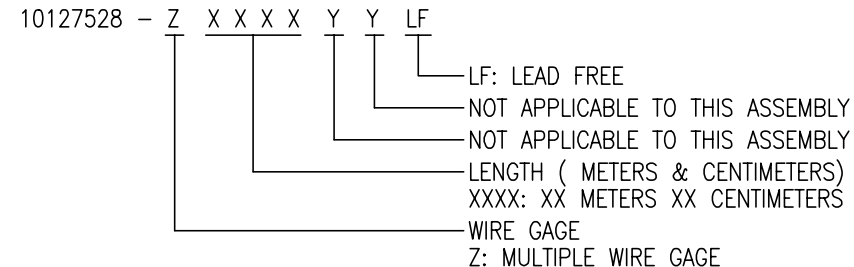 10127528 - Z X X X X Y Y LF
LF: LEAD FREE
NOT APPLICABLE TO THIS ASSEMBLY
NOT APPLICABLE TO THIS ASSEMBLY
LENGTH ( METERS & CENTIMETERS)
XXXX: XX METERS XX CENTIMETERS
WIRE GAGE
Z: MULTIPLE WIRE GAGE